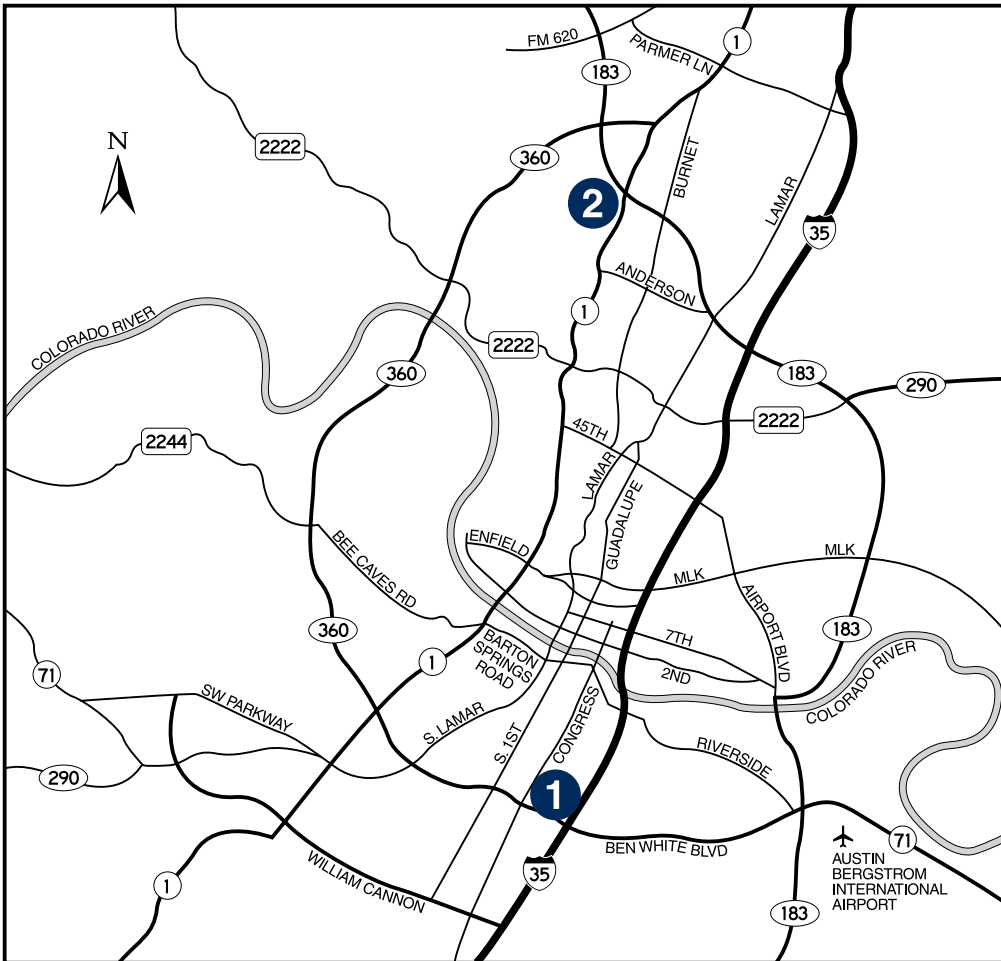 FM 620
1
PARMER LN
183
N
2222
360
BURNET
LAMAR
2
35
ANDERSON
COLORADO RIVER
1
2222
360
183
290
2222
2244
45TH
LAMAR
GUADALUPE
ENFIELD
MLK
BEE CAVES RD
MLK
AIRPORT BLVD
360
7TH
183
BARTON
SPRINGS
ROAD
1
2ND
COLORADO RIVER
71
SW PARKWAY
S. LAMAR
S. 1ST
CONGRESS
RIVERSIDE
290
1
BEN WHITE BLVD
71
AUSTIN
BERGSTROM
INTERNATIONAL
AIRPORT
35
WILLIAM CANNON
1
183